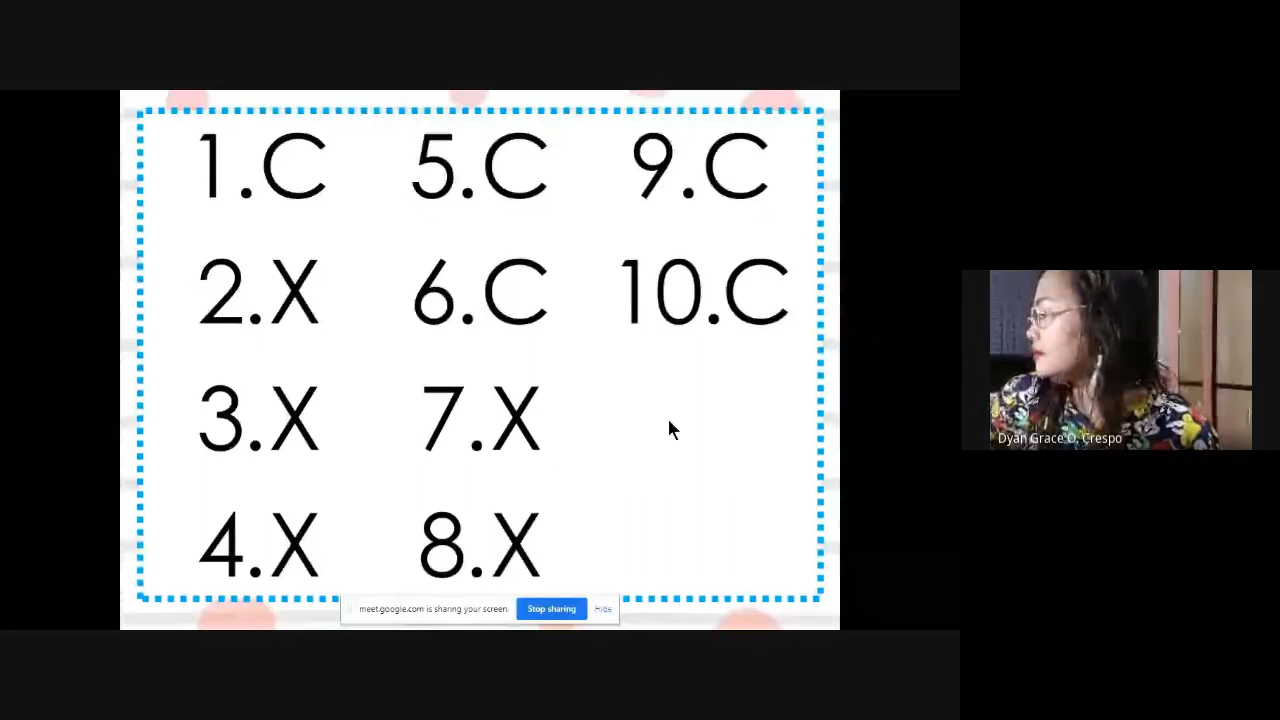 1.C 5.C 9.C
2.X 6.C 10.C
3.X 7.X
4.X 8.X
meet.google.com is sharing your screen. Stop sharing Hide
Dyan Grace O. Crespo